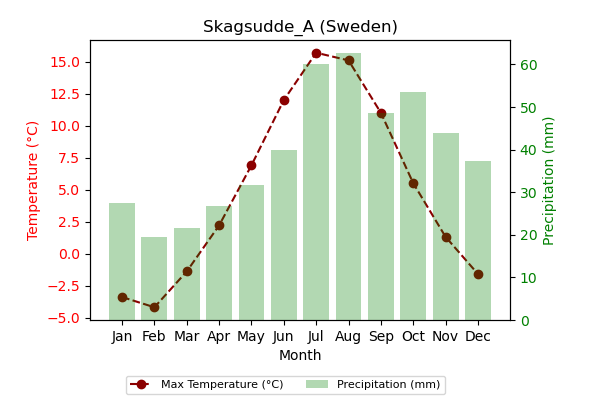 Skagsudde_A (Sweden)
Temperature (°C)
15.0
12.5
10.0
7.5
5.0
2.5
0.0
−2.5
−5.0
60
50
40
30
20
10
0
Precipitation (mm)
Jan Feb Mar Apr May Jun Jul Aug Sep Oct Nov Dec
Month
Max Temperature (°C) Precipitation (mm)